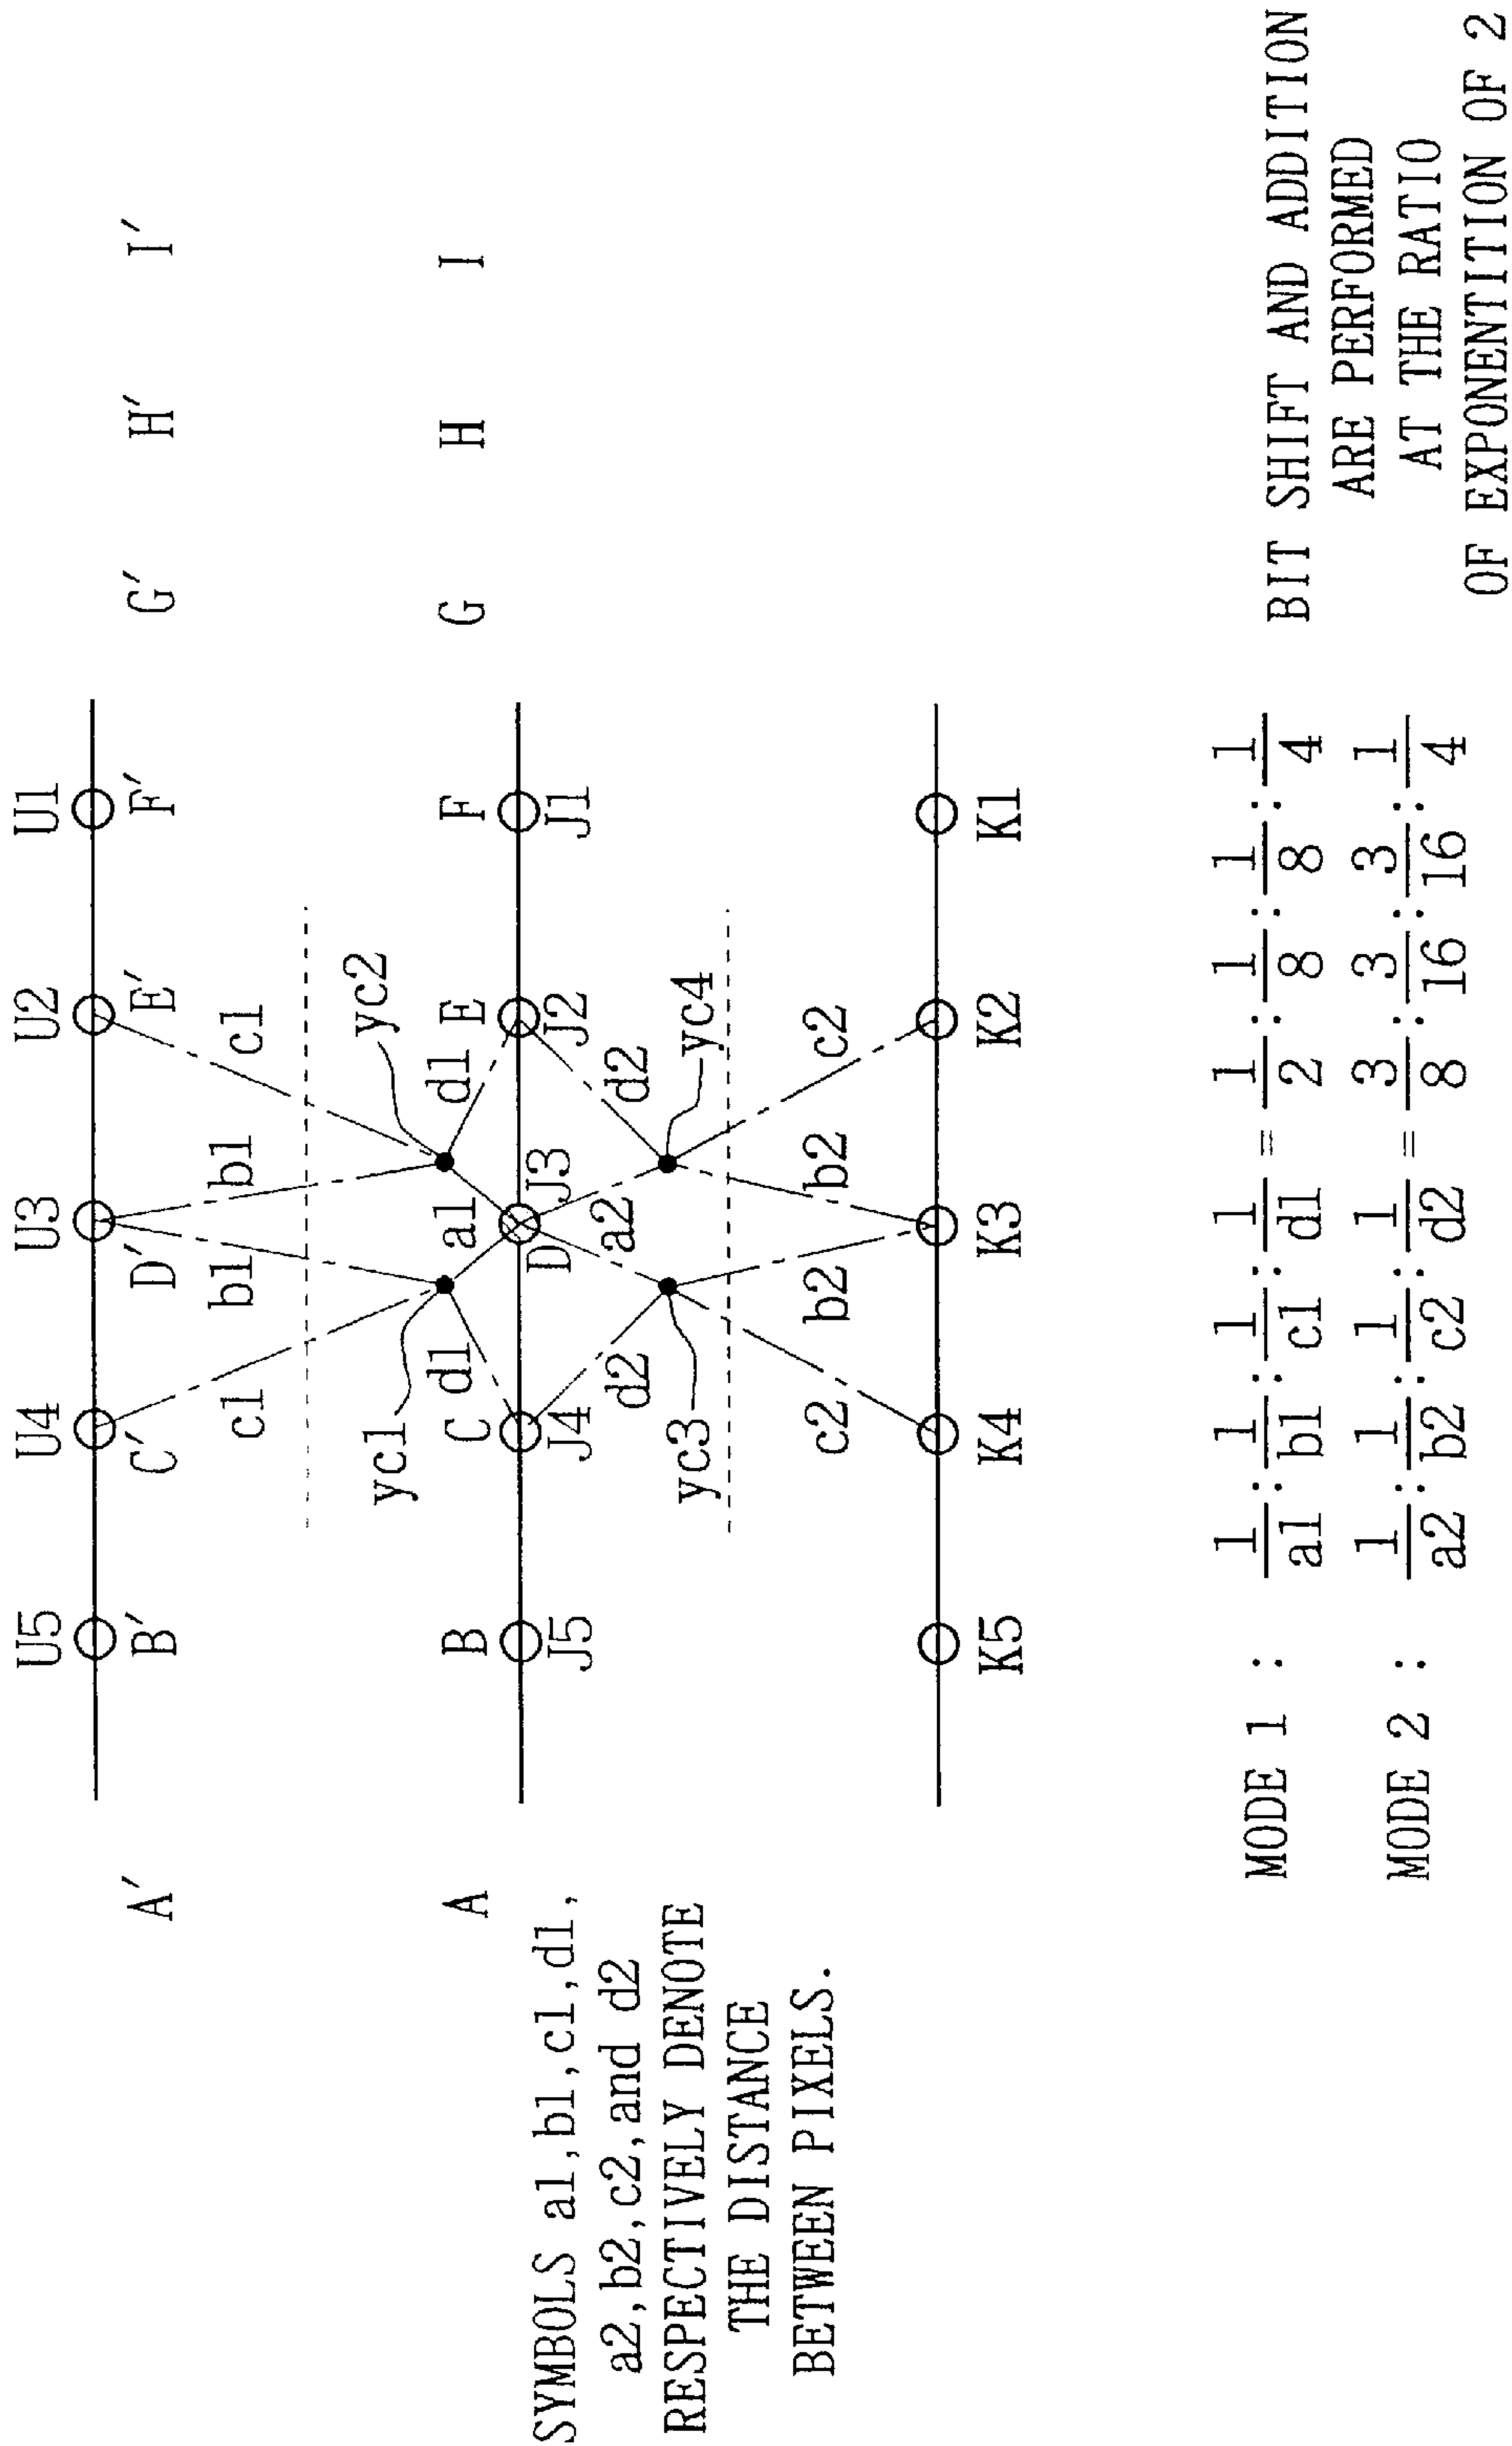 U5 U4 U3 U2 U1
A′ B′ C′ D′ E′ F′ G′ H′ I′
c1 b1 b1 c1
yc1 yc2
d1 a1 d1
A B C D E F G H I
J5 J4 J3 J2 J1
d2 a2 d2
yc3 yc4
c2 b2 b2 c2
K5 K4 K3 K2 K1
SYMBOLS a1,b1,c1,d1,
a2,b2,c2,and d2
RESPECTIVELY DENOTE
THE DISTANCE
BETWEEN PIXELS.
MODE 1 : 1/a1 : 1/b1 : 1/c1 : 1/d1 = 1/2 : 1/8 : 1/8 : 1/4
MODE 2 : 1/a2 : 1/b2 : 1/c2 : 1/d2 = 3/8 : 3/16 : 3/16 : 1/4
BIT SHIFT AND ADDITION
ARE PERFORMED
AT THE RATIO
OF EXPONENTITION OF 2